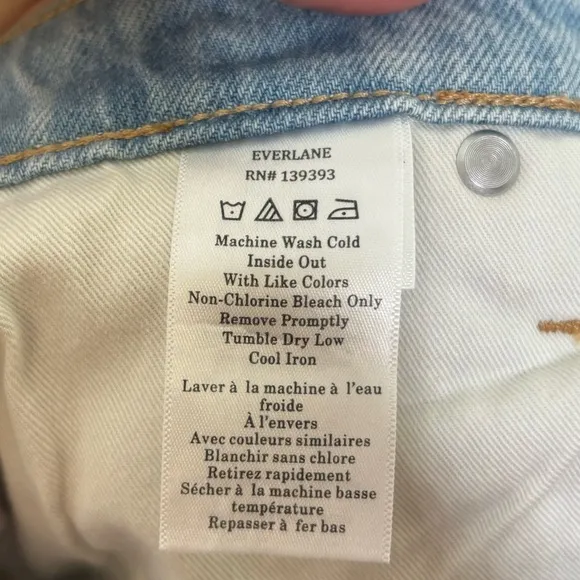 EVERLANE
RN# 139393
Machine Wash Cold
Inside Out
With Like Colors
Non-Chlorine Bleach Only
Remove Promptly
Tumble Dry Low
Cool Iron
Laver à la machine à l'eau
froide
À l'envers
Avec couleurs similaires
Blanchir sans chlore
Retirez rapidement
Sécher à la machine basse
température
Repasser à fer bas